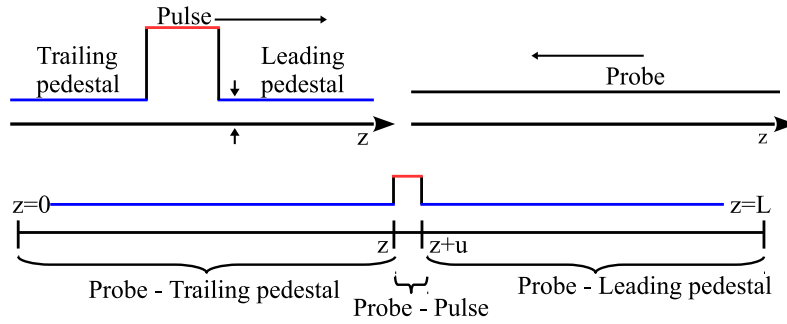 Pulse
Trailing
pedestal
Leading
pedestal
Probe
z
z
z=0
z=L
z
z+u
Probe - Trailing pedestal
Probe - Pulse
Probe - Leading pedestal